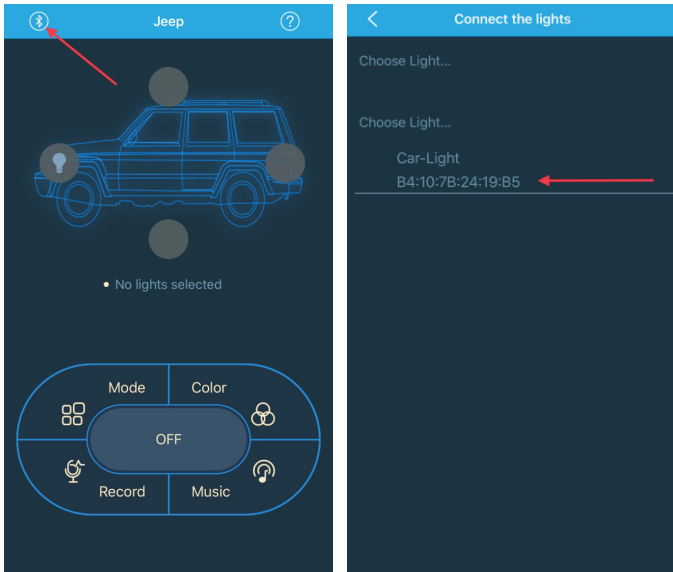 Jeep
?
No lights selected
Mode
Color
OFF
Record
Music
Connect the lights
Choose Light...
Choose Light...
Car-Light
B4:10:7B:24:19:B5